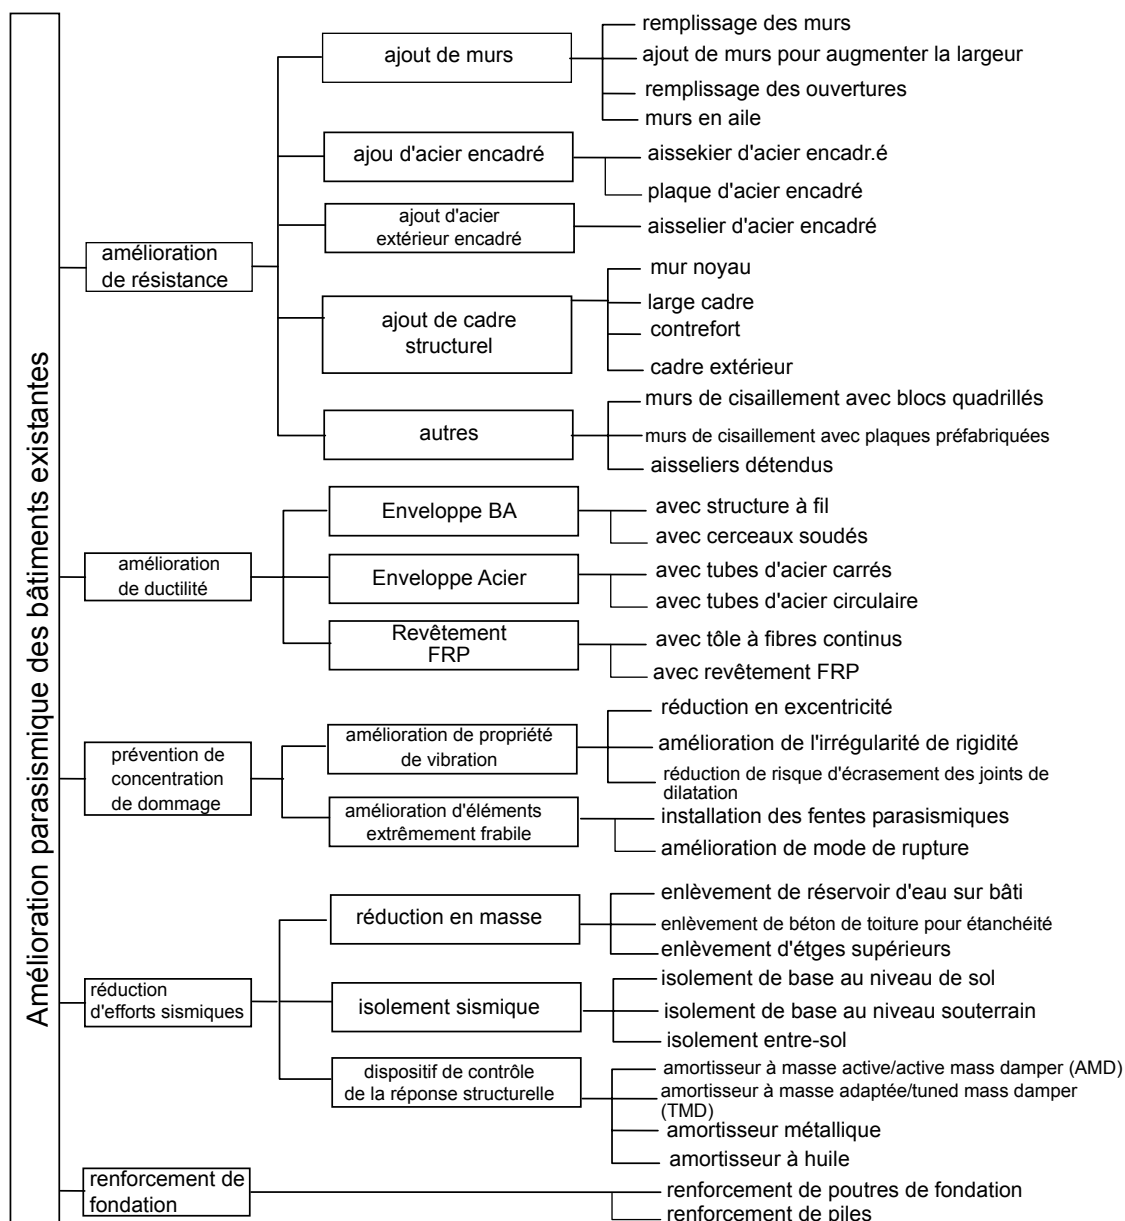 Amélioration parasismique des bâtiments existantes
amélioration
de résistance
ajout de murs
remplissage des murs
ajout de murs pour augmenter la largeur
remplissage des ouvertures
murs en aile
ajou d'acier encadré
aissekier d'acier encadr.é
plaque d'acier encadré
ajout d'acier
extérieur encadré
aisselier d'acier encadré
ajout de cadre
structurel
mur noyau
large cadre
contrefort
cadre extérieur
autres
murs de cisaillement avec blocs quadrillés
murs de cisaillement avec plaques préfabriquées
aisseliers détendus
amélioration
de ductilité
Enveloppe BA
avec structure à fil
avec cerceaux soudés
Enveloppe Acier
avec tubes d'acier carrés
avec tubes d'acier circulaire
Revêtement
FRP
avec tôle à fibres continus
avec revêtement FRP
prévention de
concentration
de dommage
amélioration de propriété
de vibration
réduction en excentricité
amélioration de l'irrégularité de rigidité
réduction de risque d'écrasement des joints de
dilatation
amélioration d'éléments
extrêmement frabile
installation des fentes parasismiques
amélioration de mode de rupture
réduction
d'efforts sismiques
réduction en masse
enlèvement de réservoir d'eau sur bâti
enlèvement de béton de toiture pour étanchéité
enlèvement d'étges supérieurs
isolement sismique
isolement de base au niveau de sol
isolement de base au niveau souterrain
isolement entre-sol
dispositif de contrôle
de la réponse structurelle
amortisseur à masse active/active mass damper (AMD)
amortisseur à masse adaptée/tuned mass damper
(TMD)
amortisseur métallique
amortisseur à huile
renforcement de
fondation
renforcement de poutres de fondation
renforcement de piles